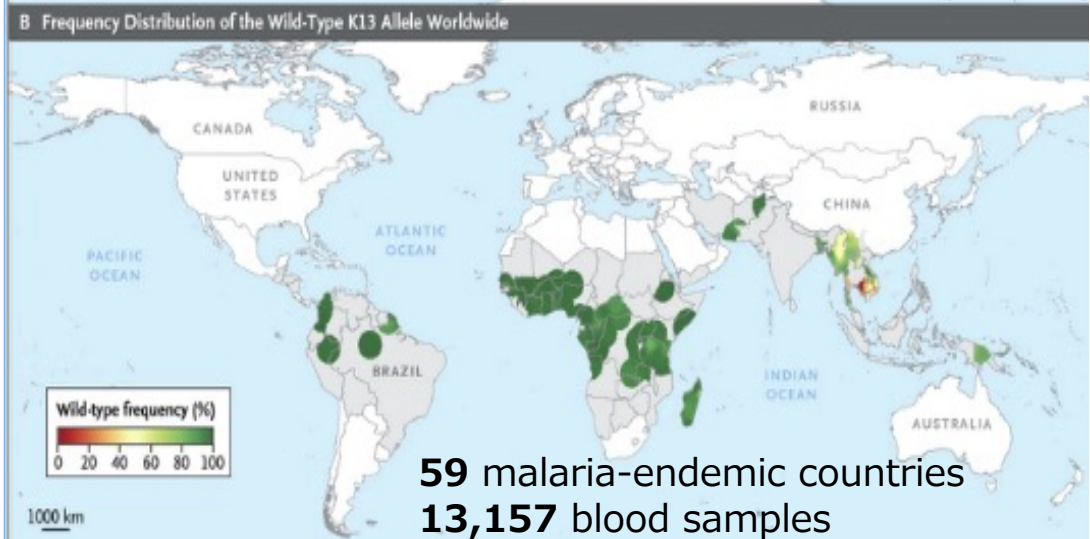 B Frequency Distribution of the Wild-Type K13 Allele Worldwide
RUSSIA
CANADA
UNITED
STATES
CHINA
ATLANTIC
OCEAN
PACIFIC
OCEAN
BRAZIL
INDIAN
OCEAN
AUSTRALIA
Wild-type frequency (%)
0 20 40 60 80 100
1000 km
59 malaria-endemic countries
13,157 blood samples